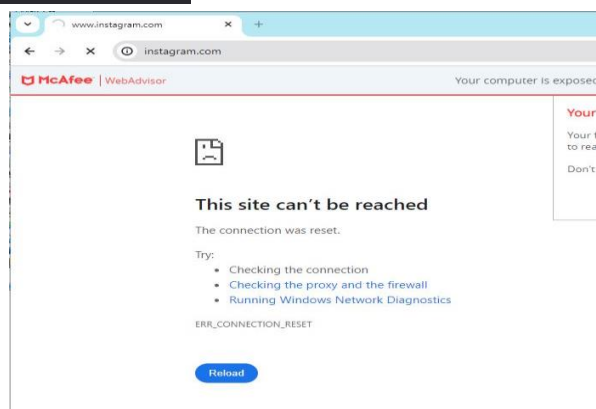 www.instagram.com
instagram.com
McAfee | WebAdvisor
Your computer is exposed
Your
Your
to rea
Don't
This site can't be reached
The connection was reset.
Try:
Checking the connection
Checking the proxy and the firewall
Running Windows Network Diagnostics
ERR_CONNECTION_RESET
Reload